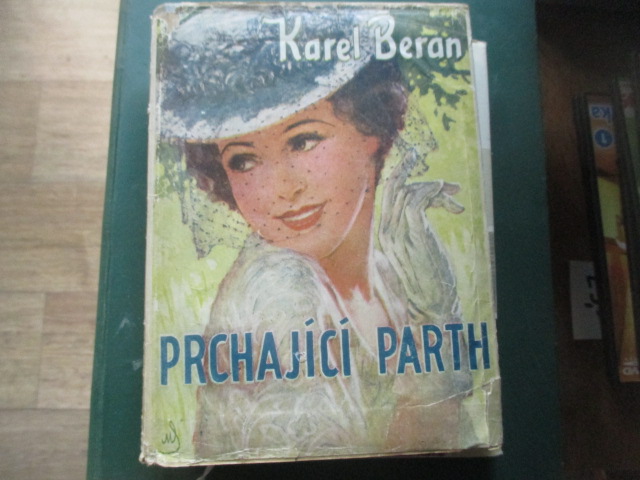 Karel Beran
PRCHAJÍCÍ PARTH